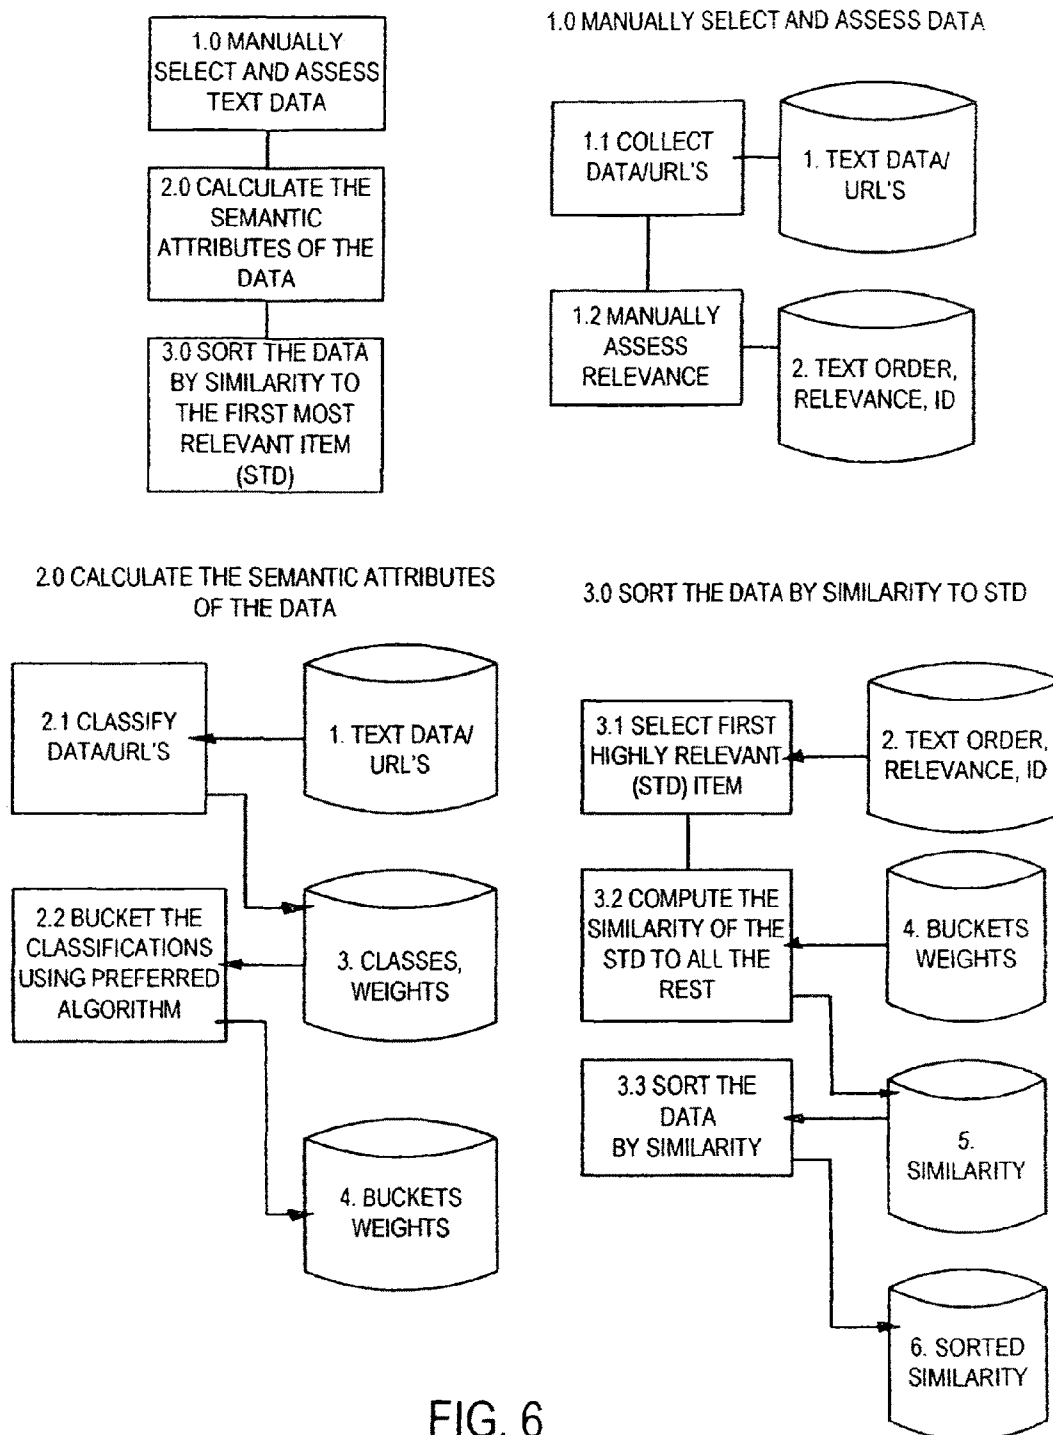 1.0 MANUALLY
SELECT AND ASSESS
TEXT DATA
2.0 CALCULATE THE
SEMANTIC
ATTRIBUTES OF THE
DATA
3.0 SORT THE DATA
BY SIMILARITY TO
THE FIRST MOST
RELEVANT ITEM
(STD)
1.0 MANUALLY SELECT AND ASSESS DATA
1.1 COLLECT
DATA/URL'S
1. TEXT DATA/
URL'S
1.2 MANUALLY
ASSESS
RELEVANCE
2. TEXT ORDER,
RELEVANCE, ID
2.0 CALCULATE THE SEMANTIC ATTRIBUTES
OF THE DATA
2.1 CLASSIFY
DATA/URL'S
1. TEXT DATA/
URL'S
2.2 BUCKET THE
CLASSIFICATIONS
USING PREFERRED
ALGORITHM
3. CLASSES,
WEIGHTS
4. BUCKETS
WEIGHTS
3.0 SORT THE DATA BY SIMILARITY TO STD
3.1 SELECT FIRST
HIGHLY RELEVANT
(STD) ITEM
2. TEXT ORDER,
RELEVANCE, ID
3.2 COMPUTE THE
SIMILARITY OF THE
STD TO ALL THE
REST
4. BUCKETS
WEIGHTS
3.3 SORT THE
DATA
BY SIMILARITY
5.
SIMILARITY
6. SORTED
SIMILARITY
FIG. 6